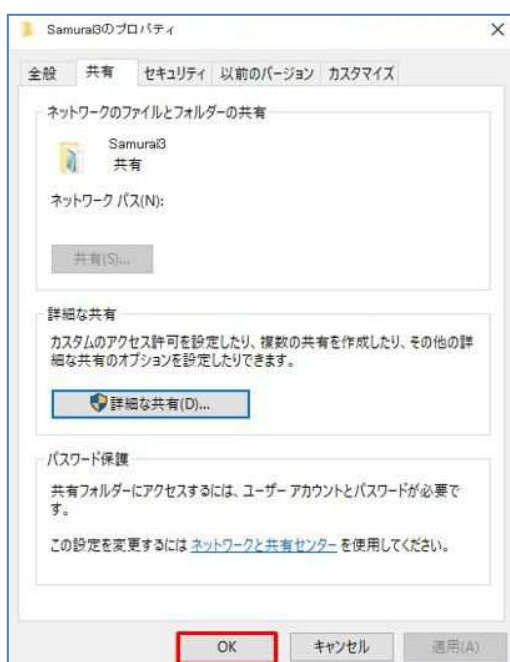 Samurai3のプロパティ
全般 共有 セキュリティ 以前のバージョン カスタマイズ
ネットワークのファイルとフォルダーの共有
Samurai3
共有
ネットワーク パス(N):
共有(S)...
詳細な共有
カスタムのアクセス許可を設定したり、複数の共有を作成したり、その他の詳
細な共有のオプションを設定したりできます。
詳細な共有(D)...
パスワード保護
共有フォルダーにアクセスするには、ユーザー アカウントとパスワードが必要で
す。
この設定を変更するには ネットワークと共有センター を使用してください。
OK キャンセル 適用(A)